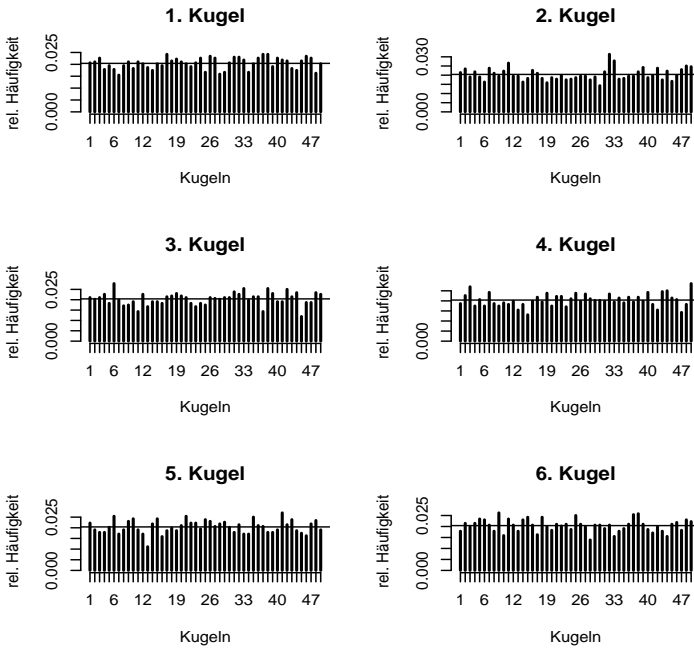 1. Kugel
rel. Häufigkeit
0.000 0.025
1 6 12 19 26 33 40 47
Kugeln
2. Kugel
rel. Häufigkeit
0.000 0.030
1 6 12 19 26 33 40 47
Kugeln
3. Kugel
rel. Häufigkeit
0.000 0.025
1 6 12 19 26 33 40 47
Kugeln
4. Kugel
rel. Häufigkeit
0.000
1 6 12 19 26 33 40 47
Kugeln
5. Kugel
rel. Häufigkeit
0.000 0.025
1 6 12 19 26 33 40 47
Kugeln
6. Kugel
rel. Häufigkeit
0.000 0.025
1 6 12 19 26 33 40 47
Kugeln